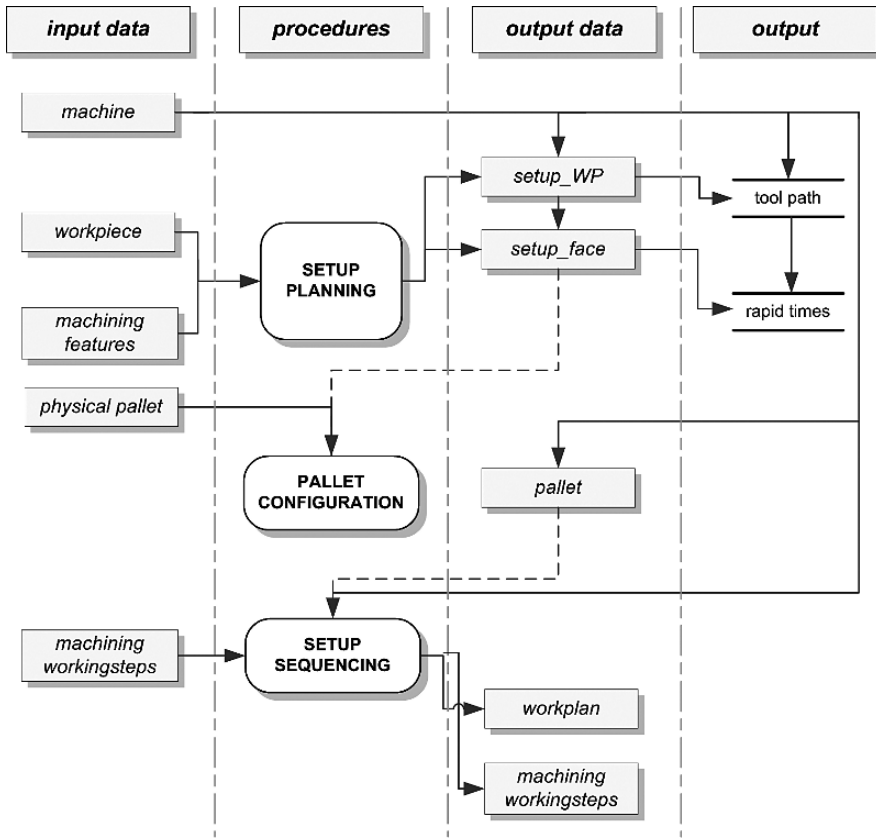 input data
procedures
output data
output
machine
setup_WP
tool path
workpiece
setup_face
SETUP
PLANNING
rapid times
machining
features
physical pallet
PALLET
CONFIGURATION
pallet
machining
workingsteps
SETUP
SEQUENCING
workplan
machining
workingsteps